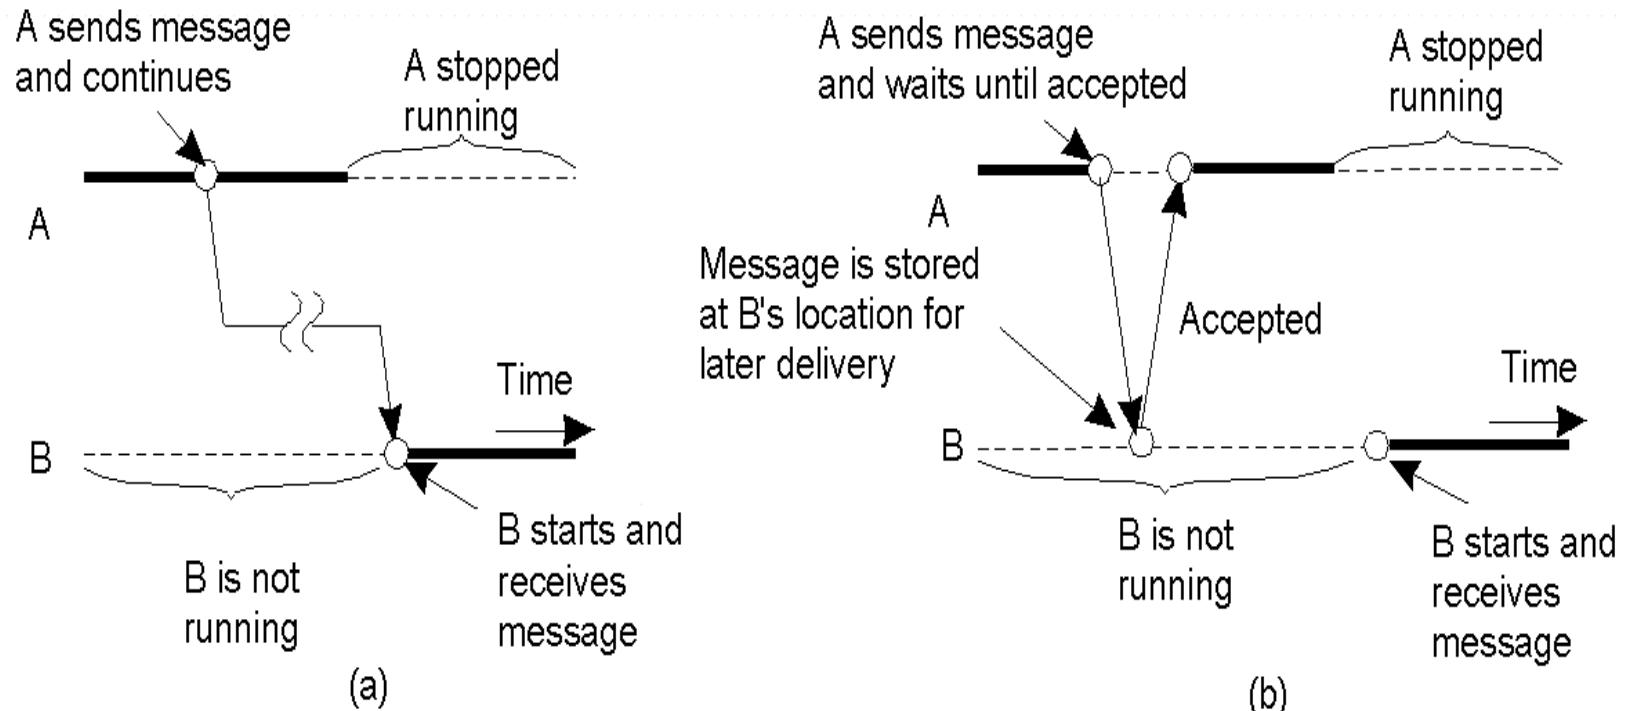 A sends message
and continues
A stopped
running
A
Time
B
B starts and
receives
message
B is not
running
(a)
A sends message
and waits until accepted
A stopped
running
A
Message is stored
at B's location for
later delivery
Accepted
Time
B
B is not
running
B starts and
receives
message
(b)